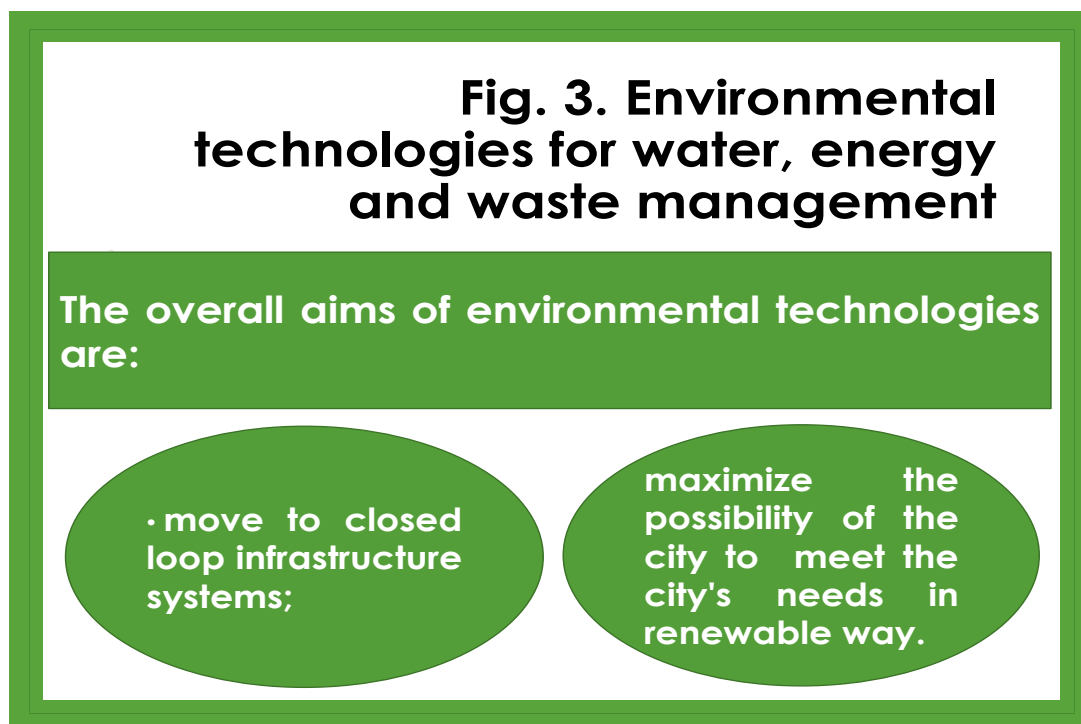 Fig. 3. Environmental
technologies for water, energy
and waste management
The overall aims of environmental technologies
are:
• move to closed
loop infrastructure
systems;
maximize the
possibility of the
city to meet the
city's needs in
renewable way.